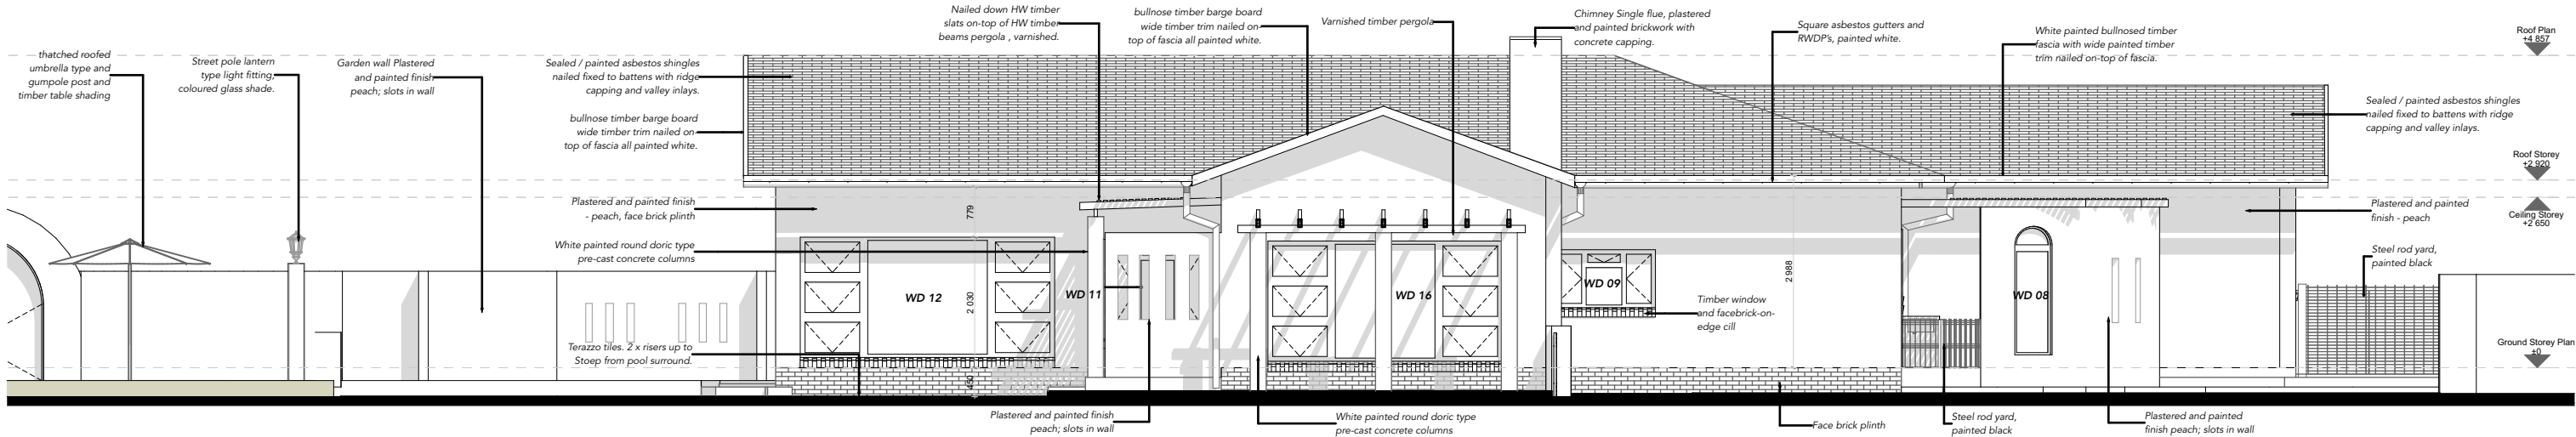 thatched roofed
umbrella type and
gumpole post and
timber table shading
Street pole lantern
type light fitting,
coloured glass shade.
Garden wall Plastered
and painted finish
peach; slots in wall
Sealed / painted asbestos shingles
nailed fixed to battens with ridge
capping and valley inlays.
bullnose timber barge board
wide timber trim nailed on-
top of fascia all painted white.
Nailed down HW timber
slats on-top of HW timber
beams pergola , varnished.
bullnose timber barge board
wide timber trim nailed on-
top of fascia all painted white.
Varnished timber pergola
Chimney Single flue, plastered
and painted brickwork with
concrete capping.
Square asbestos gutters and
RWDP's, painted white.
White painted bullnosed timber
fascia with wide painted timber
trim nailed on-top of fascia.
Sealed / painted asbestos shingles
nailed fixed to battens with ridge
capping and valley inlays.
Roof Plan
+4 857
Roof Storey
+2 920
Ceiling Storey
+2 650
Ground Storey Plan
±0
Plastered and painted finish
- peach, face brick plinth
White painted round doric type
pre-cast concrete columns
Terazzo tiles. 2 x risers up to
Stoep from pool surround.
779
2 030
450
WD 12
WD 11
WD 16
WD 09
2 988
WD 08
Timber window
and facebrick-on-
edge cill
Plastered and painted
finish - peach
Steel rod yard,
painted black
Plastered and painted finish
peach; slots in wall
White painted round doric type
pre-cast concrete columns
Face brick plinth
Steel rod yard,
painted black
Plastered and painted
finish peach; slots in wall